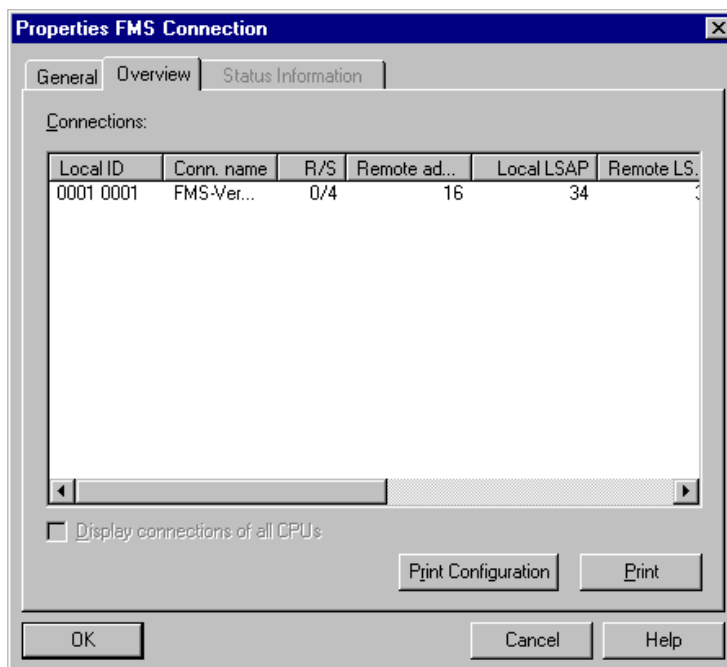 Properties FMS Connection
General Overview Status Information
Connections:
Local ID Conn. name R/S Remote ad... Local LSAP Remote LS.
0001 0001 FMS-Ver... 0/4 16 34
Display connections of all CPUs
Print Configuration Print
OK Cancel Help